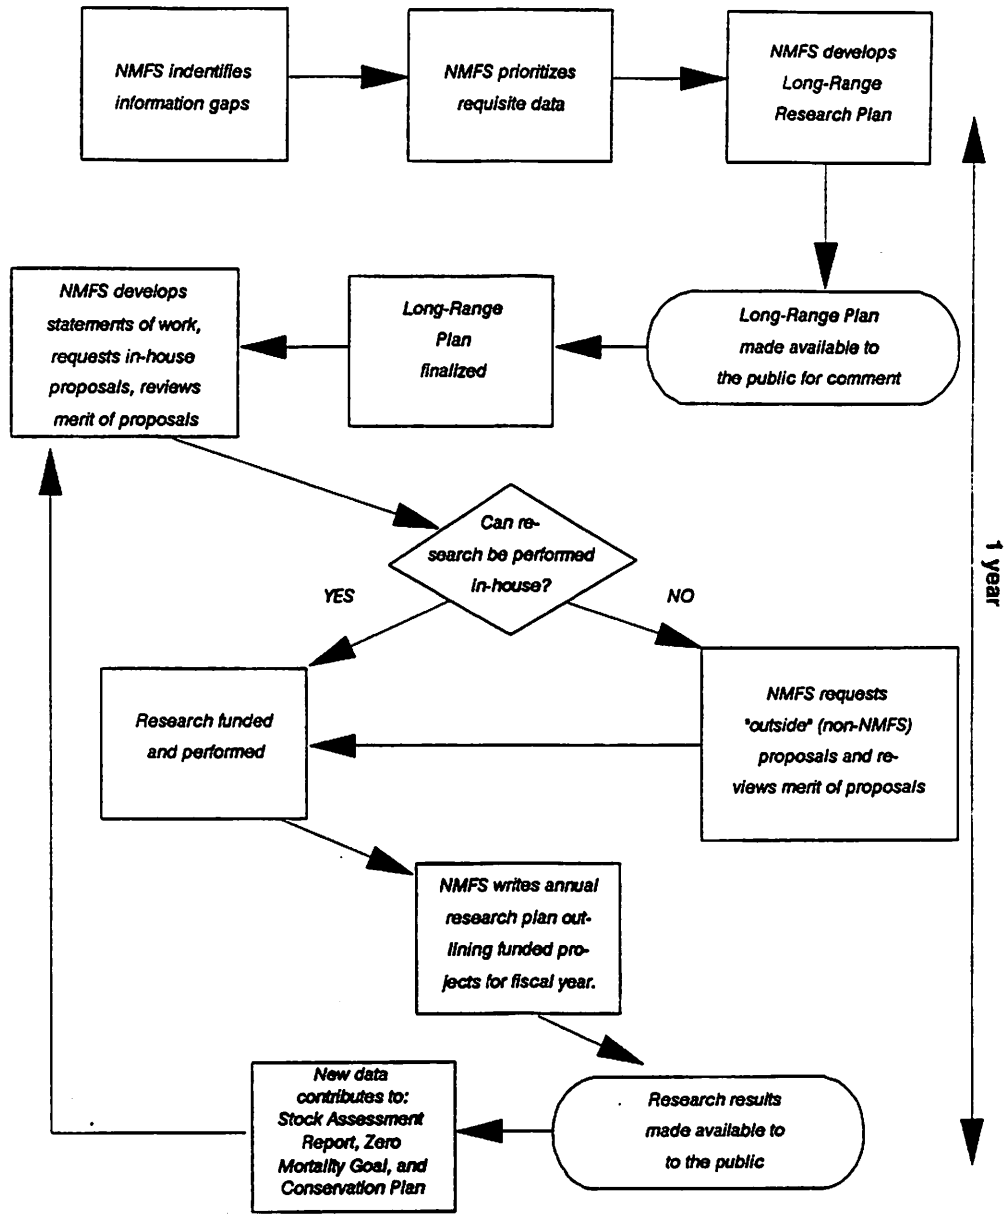 NMFS indentifies
information gaps
NMFS prioritizes
requisite data
NMFS develops
Long-Range
Research Plan
NMFS develops
statements of work,
requests in-house
proposals, reviews
merit of proposals
Long-Range
Plan
finalized
Long-Range Plan
made available to
the public for comment
Can re-
search be performed
in-house?
YES
NO
1 year
Research funded
and performed
NMFS requests
"outside" (non-NMFS)
proposals and re-
views merit of proposals
NMFS writes annual
research plan out-
lining funded pro-
jects for fiscal year.
New data
contributes to:
Stock Assessment
Report, Zero
Mortality Goal, and
Conservation Plan
Research results
made available to
to the public